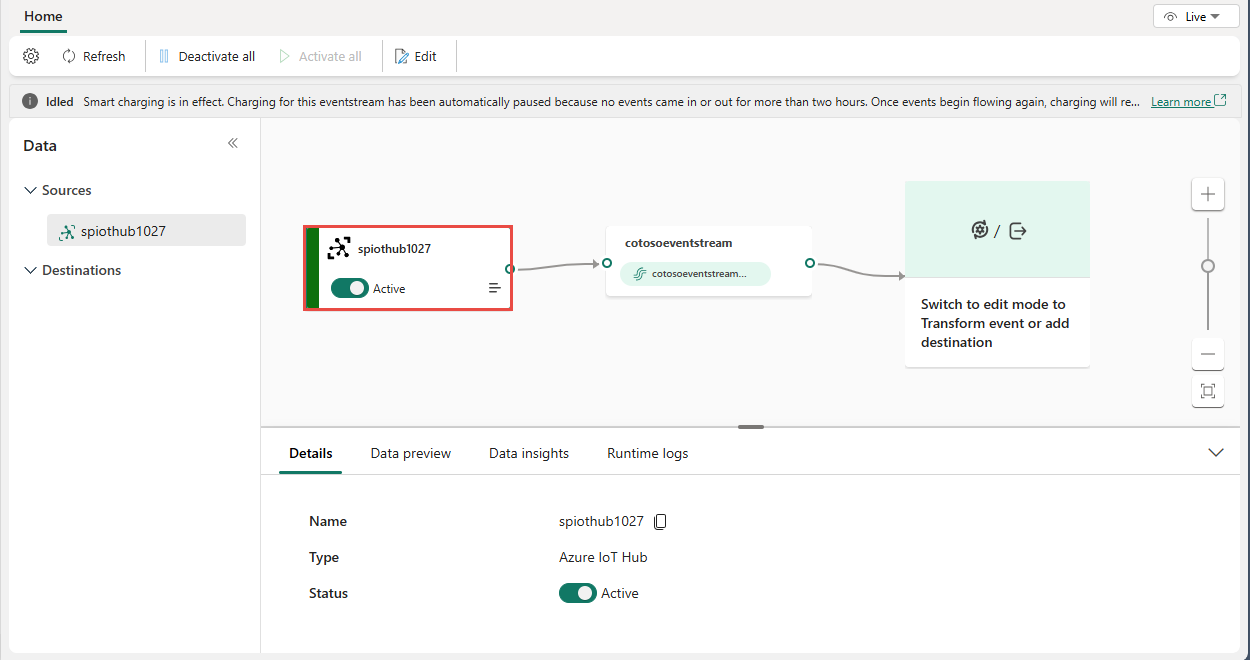 Home
Live
Refresh
Deactivate all
Activate all
Edit
Idled Smart charging is in effect. Charging for this eventstream has been automatically paused because no events came in or out for more than two hours. Once events begin flowing again, charging will re... Learn more
Data
Sources
spiothub1027
Destinations
spiothub1027
Active
cotosoeventstream
cotosoeventstream...
/
Switch to edit mode to
Transform event or add
destination
Details
Data preview
Data insights
Runtime logs
Name spiothub1027
Type Azure IoT Hub
Status Active